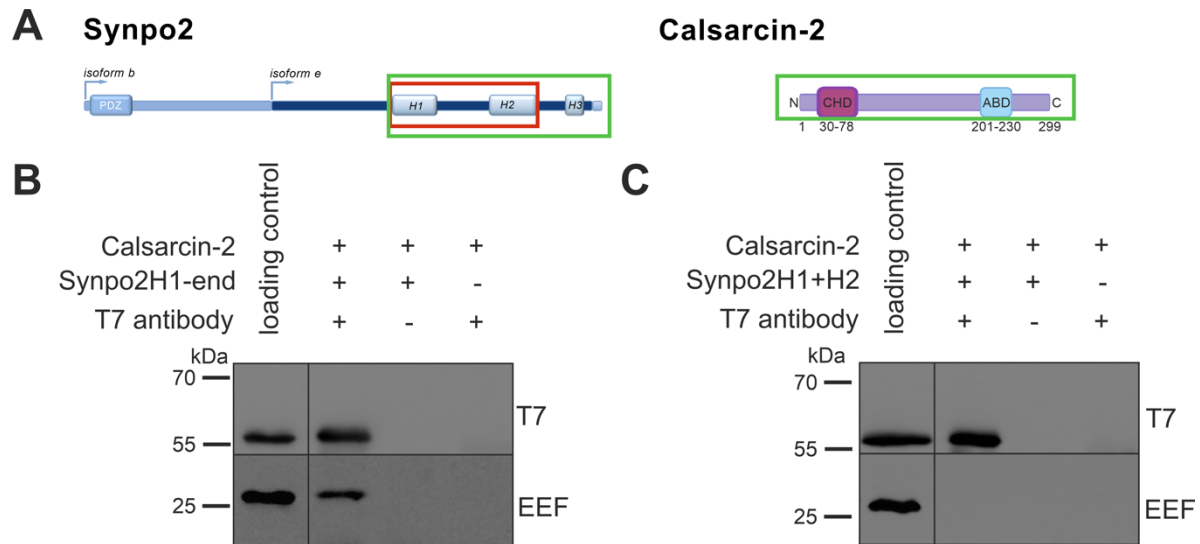 A Synpo2 Calsarcin-2
isoform b isoform e
PDZ H1 H2 H3 N CHD ABD C
1 30-78 201-230 299
B
loading control
Calsarcin-2 + + +
Synpo2H1-end + + -
T7 antibody + - +
kDa
70
T7
55
25 EEF
C
loading control
Calsarcin-2 + + +
Synpo2H1+H2 + + -
T7 antibody + - +
kDa
70
T7
55
25 EEF